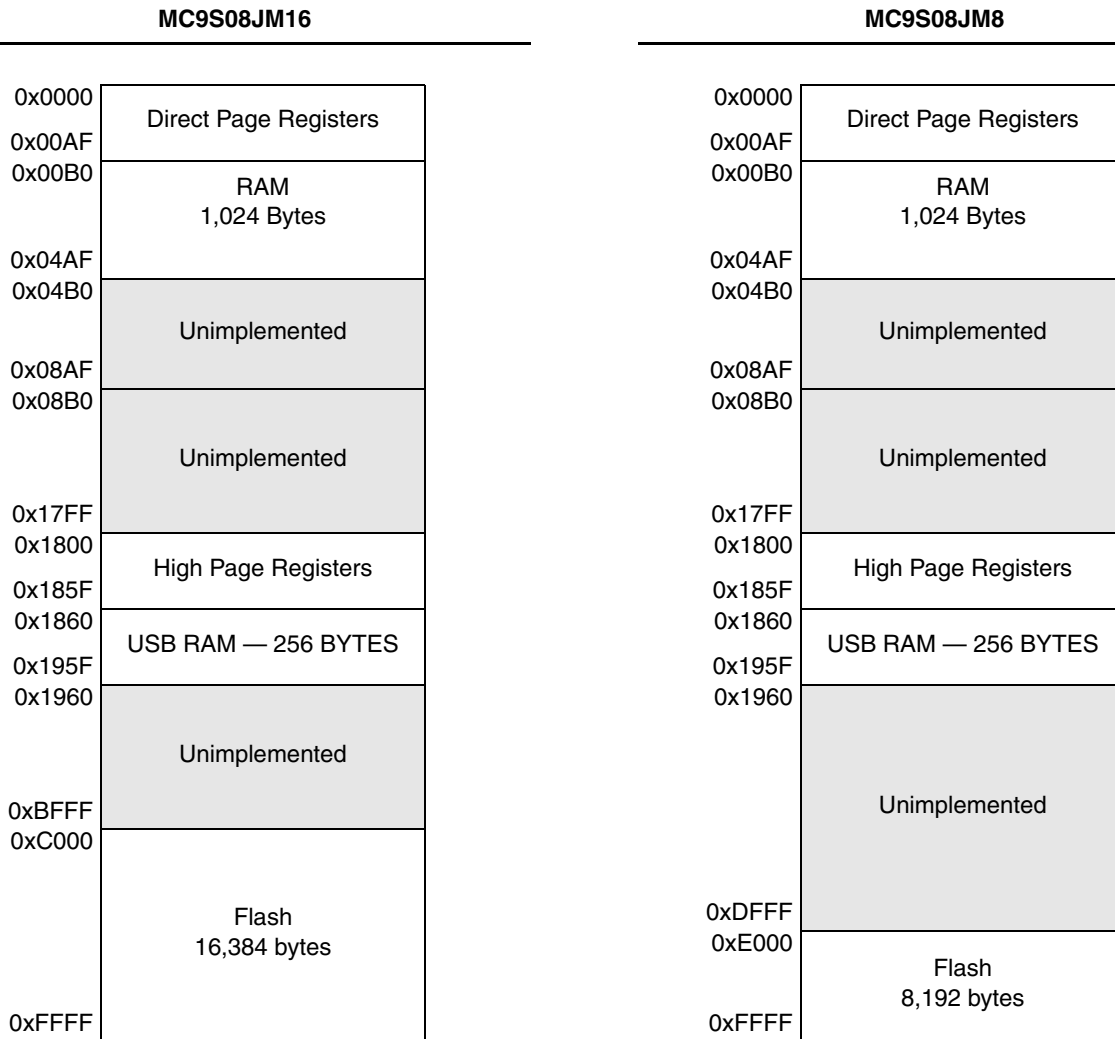 MC9S08JM16
0x0000
Direct Page Registers
0x00AF
0x00B0
RAM
1,024 Bytes
0x04AF
0x04B0
Unimplemented
0x08AF
0x08B0
Unimplemented
0x17FF
0x1800
High Page Registers
0x185F
0x1860
USB RAM — 256 BYTES
0x195F
0x1960
Unimplemented
0xBFFF
0xC000
Flash
16,384 bytes
0xFFFF
MC9S08JM8
0x0000
Direct Page Registers
0x00AF
0x00B0
RAM
1,024 Bytes
0x04AF
0x04B0
Unimplemented
0x08AF
0x08B0
Unimplemented
0x17FF
0x1800
High Page Registers
0x185F
0x1860
USB RAM — 256 BYTES
0x195F
0x1960
Unimplemented
0xDFFF
0xE000
Flash
8,192 bytes
0xFFFF